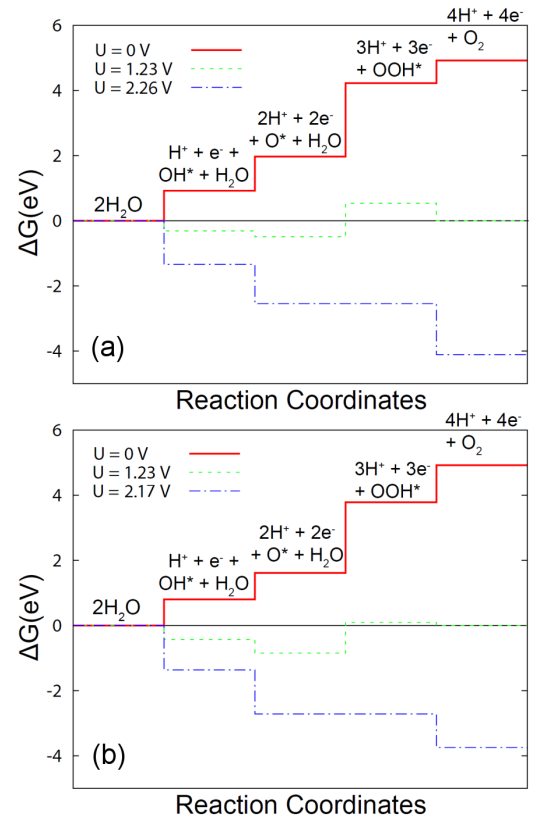 6
4
2
0
-2
-4
ΔG(eV)
U = 0 V
U = 1.23 V
U = 2.26 V
2H₂O
H⁺ + e⁻ +
OH* + H₂O
2H⁺ + 2e⁻
+ O* + H₂O
3H⁺ + 3e⁻
+ OOH*
4H⁺ + 4e⁻
+ O₂
(a)
Reaction Coordinates
6
4
2
0
-2
-4
ΔG(eV)
U = 0 V
U = 1.23 V
U = 2.17 V
2H₂O
H⁺ + e⁻ +
OH* + H₂O
2H⁺ + 2e⁻
+ O* + H₂O
3H⁺ + 3e⁻
+ OOH*
4H⁺ + 4e⁻
+ O₂
(b)
Reaction Coordinates